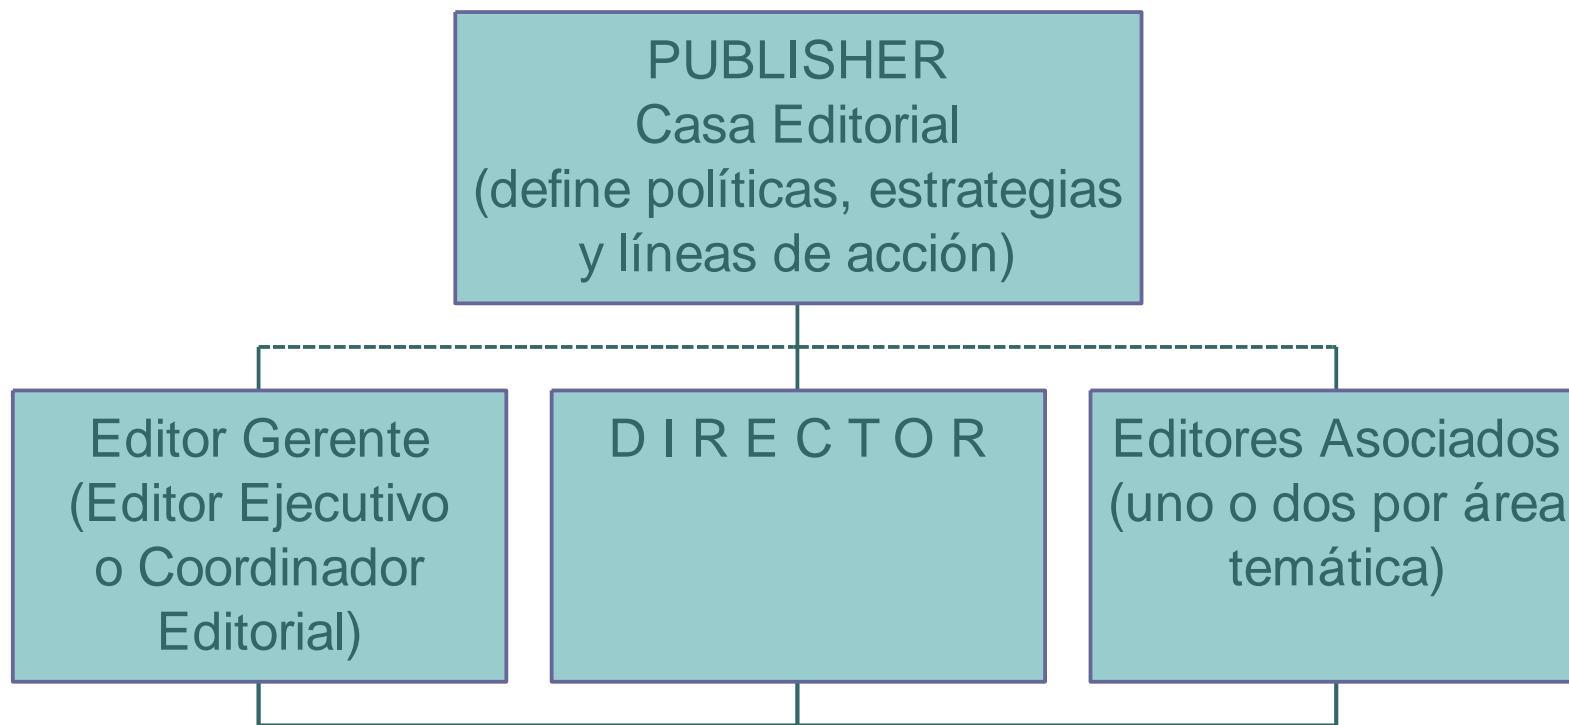 PUBLISHER
Casa Editorial
(define políticas, estrategias
y líneas de acción)
Editor Gerente
(Editor Ejecutivo
o Coordinador
Editorial)
D I R E C T O R
Editores Asociados
(uno o dos por área
temática)